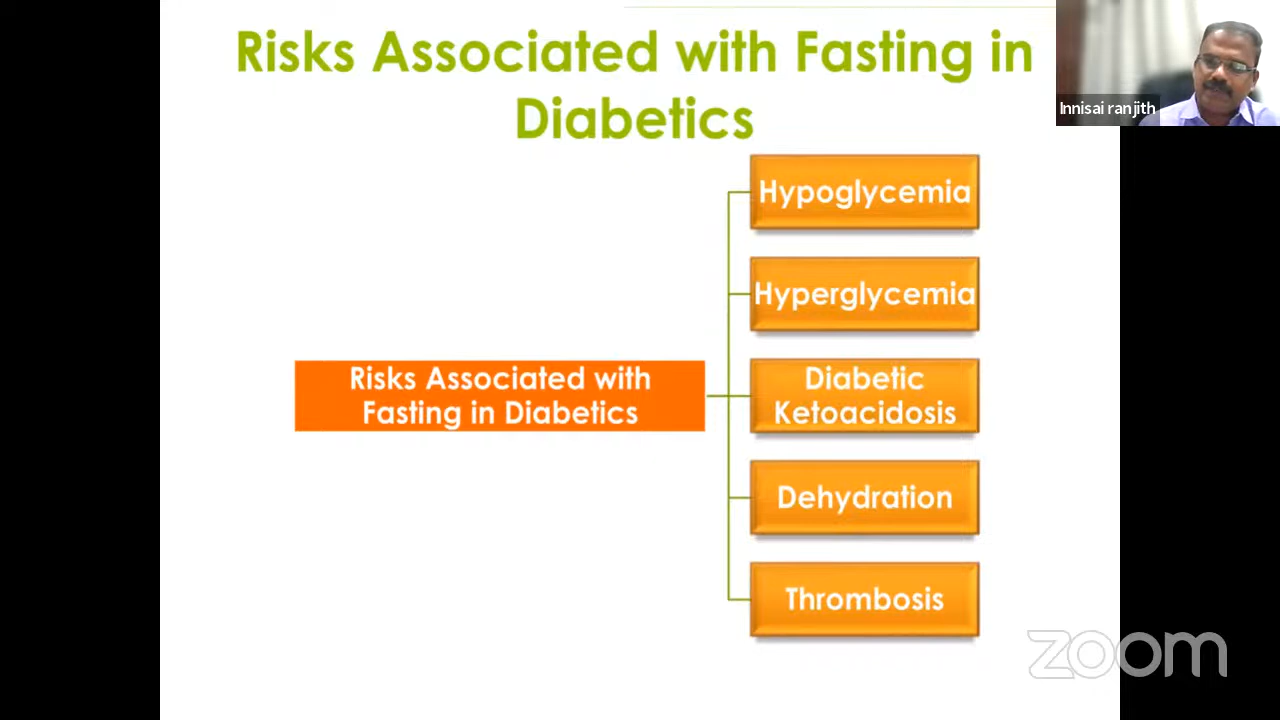 Risks Associated with Fasting in
Diabetics
Innisai ranjith
Hypoglycemia
Hyperglycemia
Risks Associated with
Fasting in Diabetics
Diabetic
Ketoacidosis
Dehydration
Thrombosis
zoom